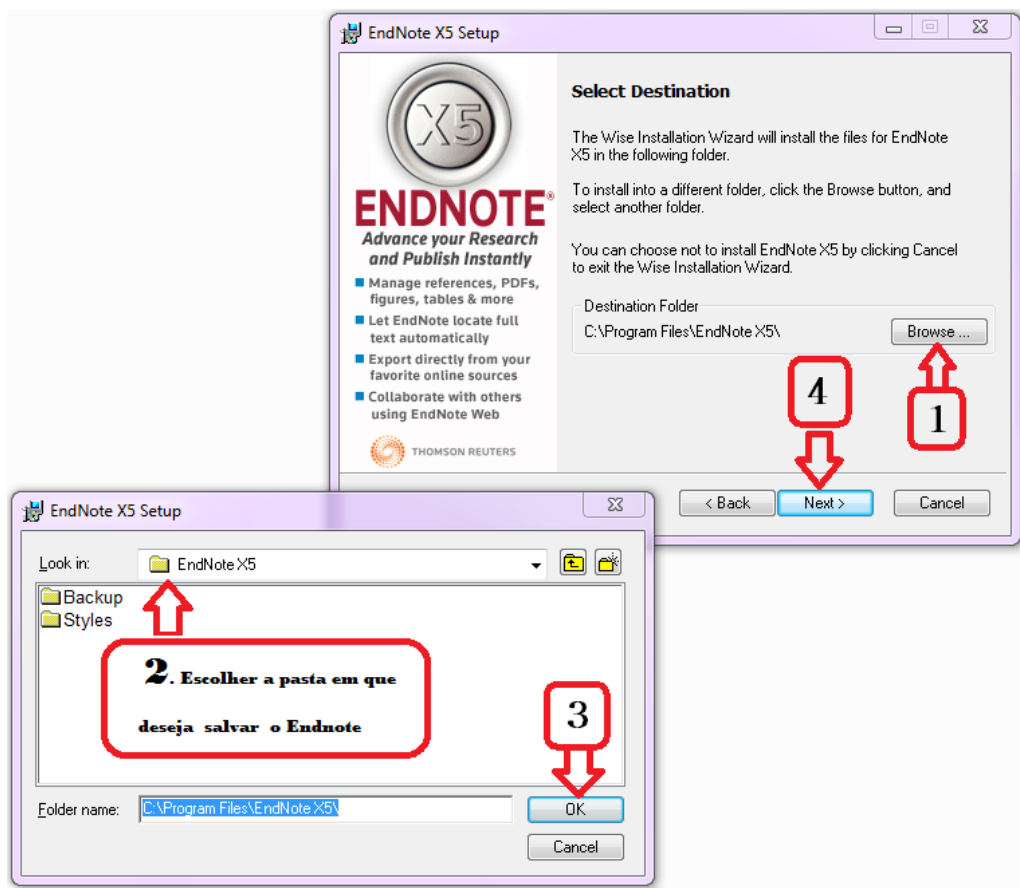 EndNote X5 Setup
X5
ENDNOTE®
Advance your Research
and Publish Instantly
Manage references, PDFs,
figures, tables & more
Let EndNote locate full
text automatically
Export directly from your
favorite online sources
Collaborate with others
using EndNote Web
THOMSON REUTERS
Select Destination
The Wise Installation Wizard will install the files for EndNote
X5 in the following folder.
To install into a different folder, click the Browse button, and
select another folder.
You can choose not to install EndNote X5 by clicking Cancel
to exit the Wise Installation Wizard.
Destination Folder
C:\Program Files\EndNote X5\
Browse ...
4
1
< Back
Next >
Cancel
EndNote X5 Setup
Look in:
EndNote X5
Backup
Styles
2. Escolher a pasta em que
deseja salvar o Endnote
3
Folder name:
C:\Program Files\EndNote X5\
OK
Cancel